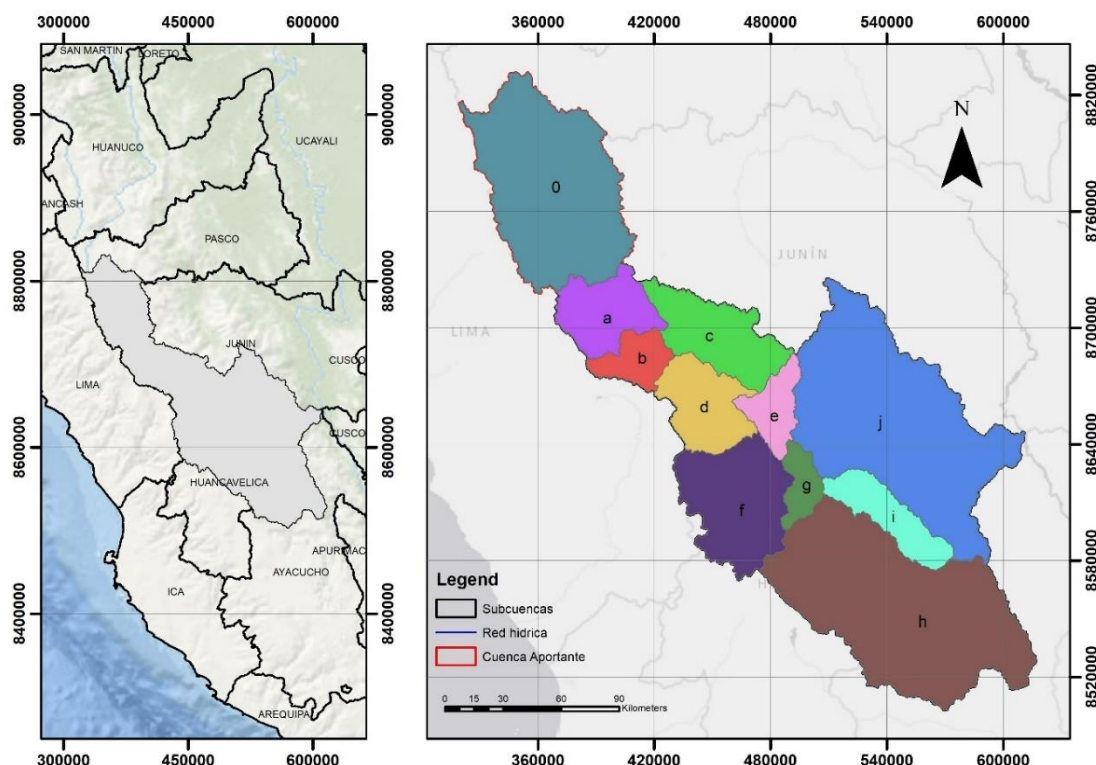 300000 450000 600000
SAN MARTIN
LORETO
9000000
HUANUCO
UCAYALI
ANCASH
PASCO
8800000
JUNIN
CUSCO
LIMA
CUSCO
8600000
HUANCAVELICA
APURIMAC
AYACUCHO
ICA
8400000
AREQUIPA
300000 450000 600000
360000 420000 480000 540000 600000
8820000
N
0
8760000
JUNÍN
a
c
LIMA
8700000
b
d
e
j
8640000
f
g
i
8580000
H
h
Legend
Subcuencas
Red hidrica
Cuenca Aportante
8520000
0 15 30 60 90
Kilometers
360000 420000 480000 540000 600000